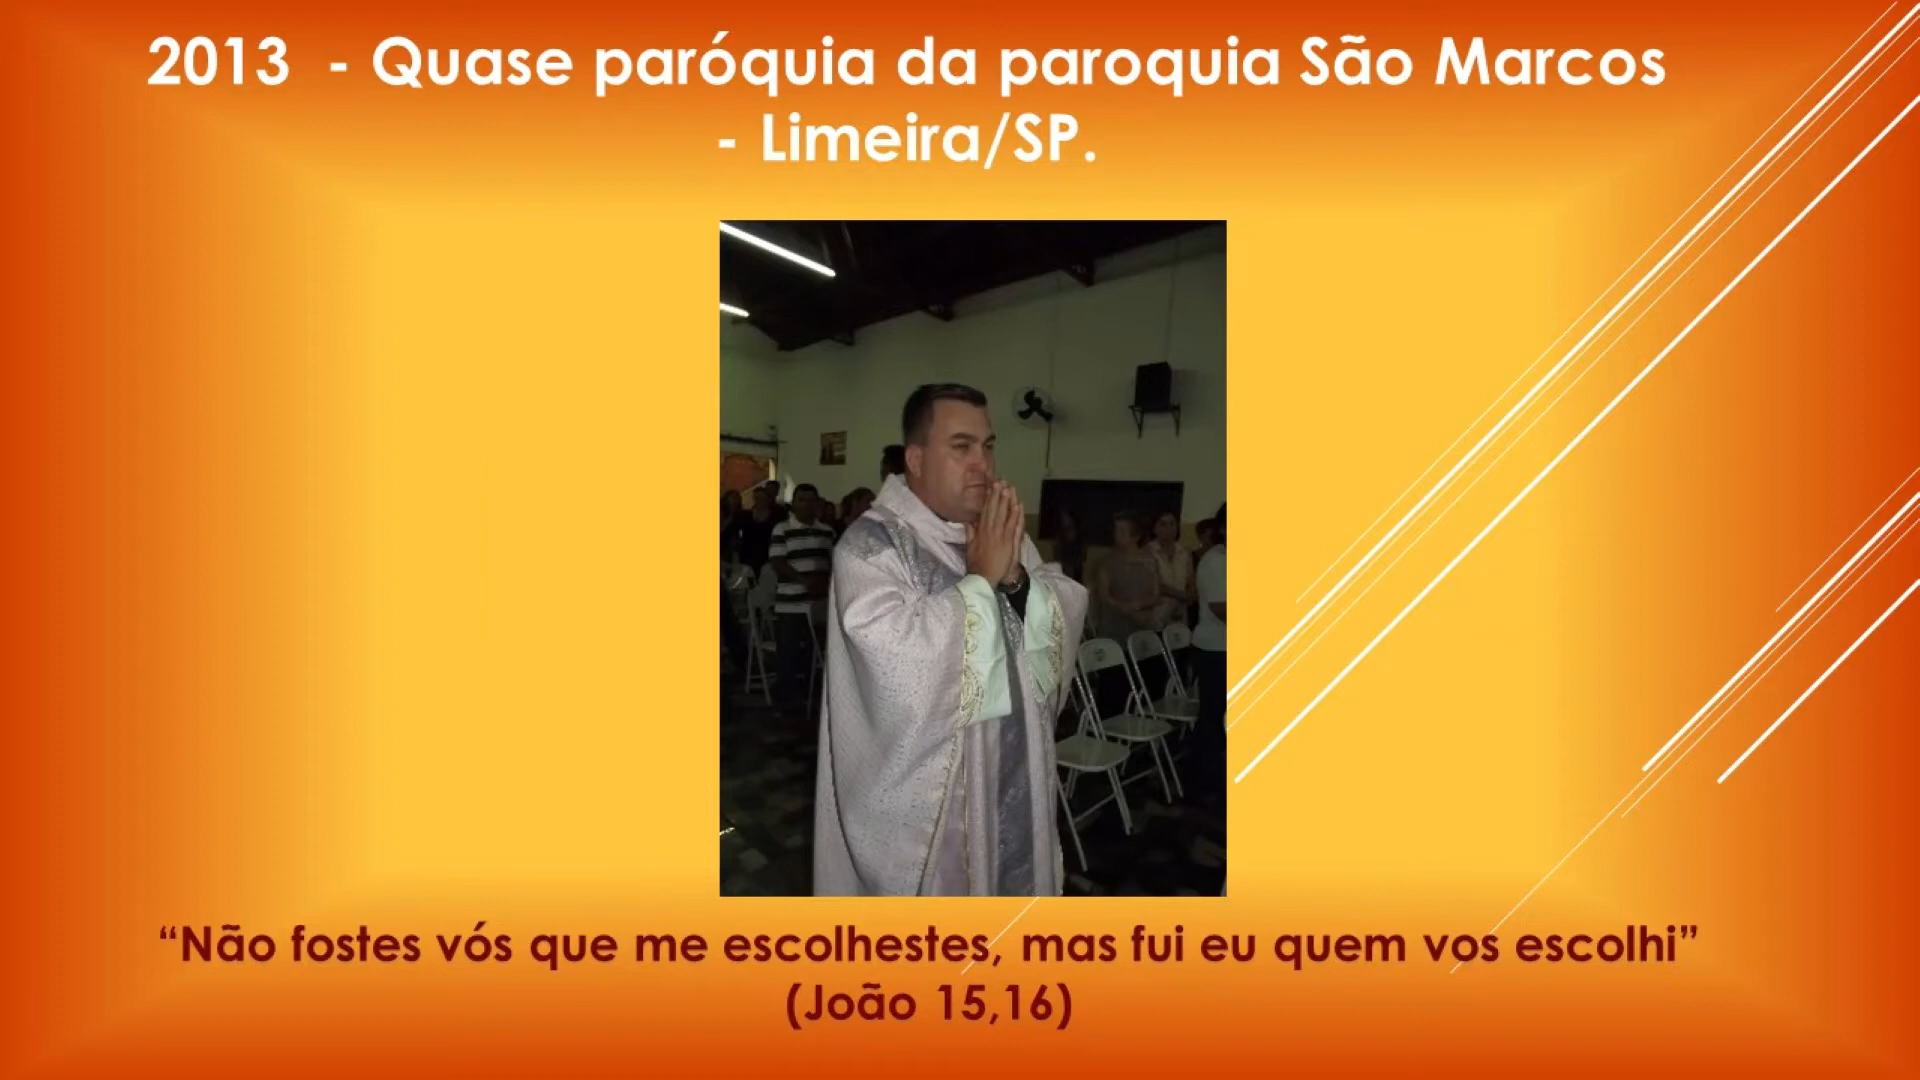 2013  - Quase paróquia da paroquia São Marcos
- Limeira/SP.
“Não fostes vós que me escolhestes, mas fui eu quem vos escolhi”
(João 15,16)